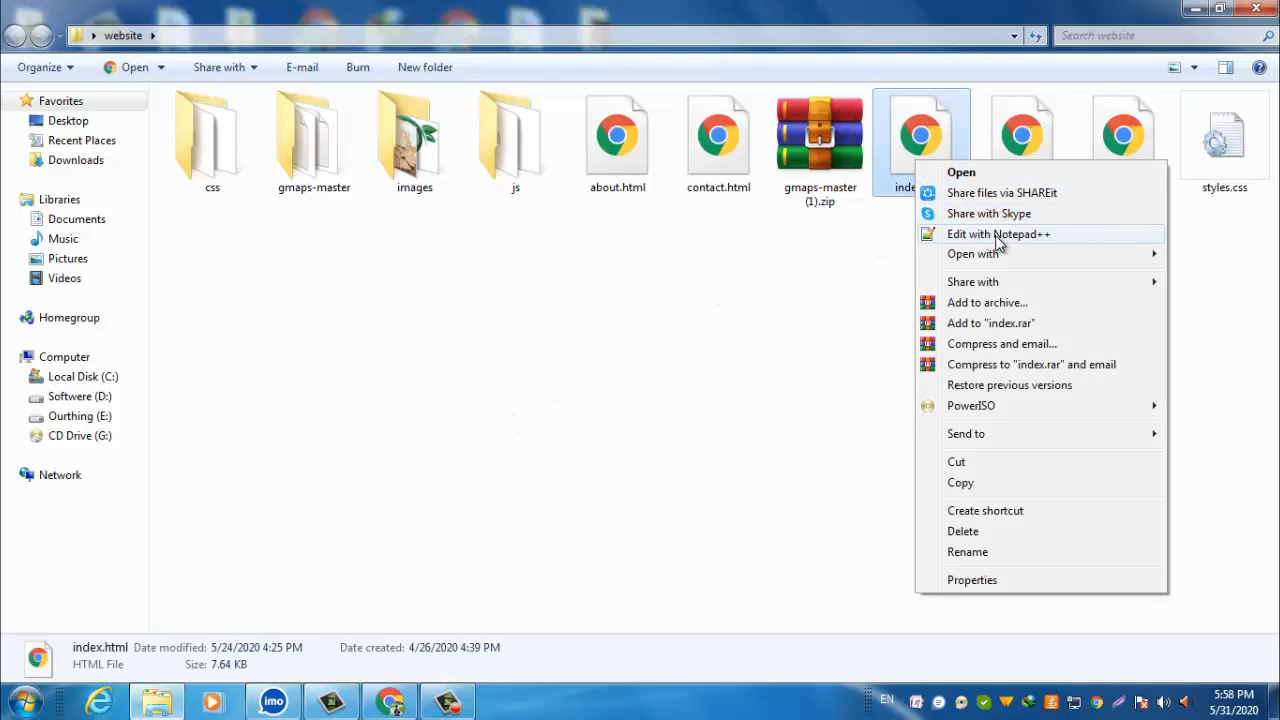 website
Search website
Organize
Open
Share with
E-mail
Burn
New folder
Favorites
Desktop
Recent Places
Downloads
Libraries
Documents
Music
Pictures
Videos
Homegroup
Computer
Local Disk (C:)
Softwere (D:)
Ourthing (E:)
CD Drive (G:)
Network
css
gmaps-master
images
js
about.html
contact.html
gmaps-master
(1).zip
inde
styles.css
Open
Share files via SHAREit
Share with Skype
Edit with Notepad++
Open with
Share with
Add to archive...
Add to "index.rar"
Compress and email...
Compress to "index.rar" and email
Restore previous versions
PowerISO
Send to
Cut
Copy
Create shortcut
Delete
Rename
Properties
index.html Date modified: 5/24/2020 4:25 PM Date created: 4/26/2020 4:39 PM
HTML File Size: 7.64 KB
imo
EN
5:58 PM
5/31/2020